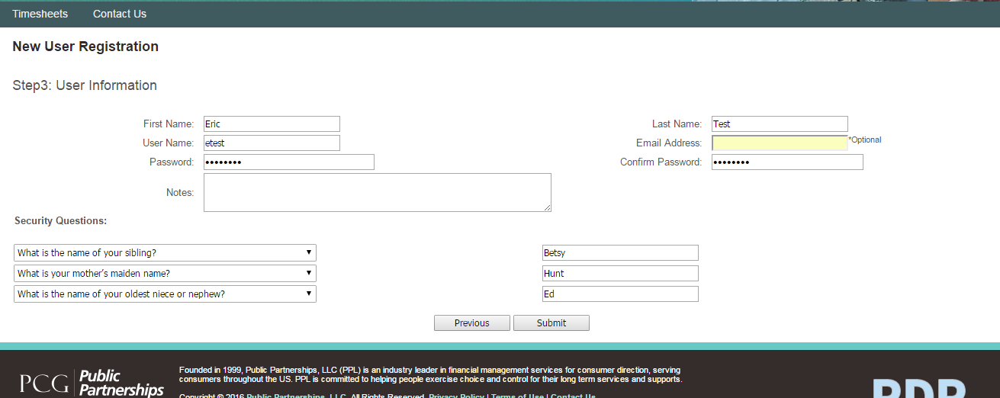 Timesheets Contact Us
New User Registration
Step3: User Information
First Name: Eric Last Name: Test
User Name: etest Email Address: *Optional
Password: •••••••• Confirm Password: ••••••••
Notes:
Security Questions:
What is the name of your sibling? Betsy
What is your mother's maiden name? Hunt
What is the name of your oldest niece or nephew? Ed
Previous Submit
PCG Public Partnerships
Founded in 1999, Public Partnerships, LLC (PPL) is an industry leader in financial management services for consumer direction, serving
consumers throughout the US. PPL is committed to helping people exercise choice and control for their long term services and supports.
Copyright © 2016 Public Partnerships, LLC. All Rights Reserved. Privacy Policy | Terms of Use | Contact Us